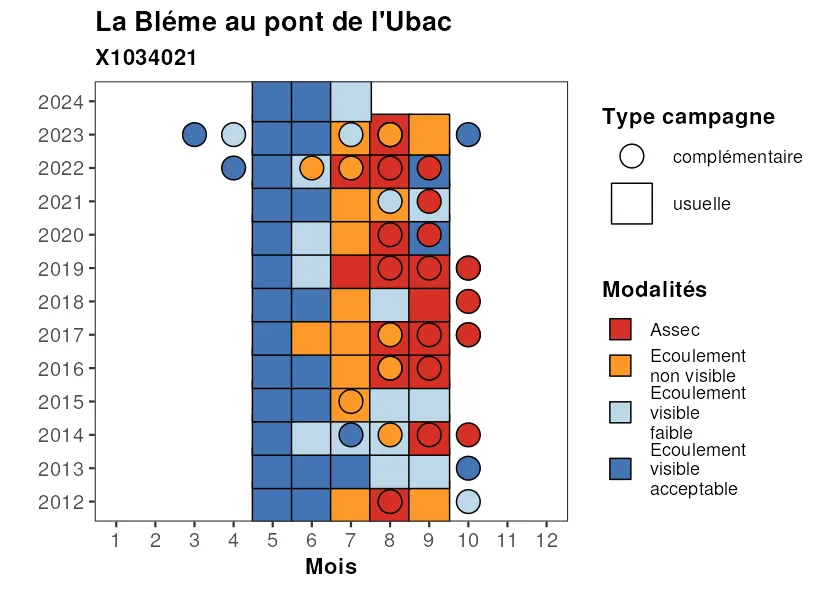 La Bléme au pont de l'Ubac
X1034021
2024
2023
2022
2021
2020
2019
2018
2017
2016
2015
2014
2013
2012
1 2 3 4 5 6 7 8 9 10 11 12
Mois
Type campagne
complémentaire
usuelle
Modalités
Assec
Ecoulement
non visible
Ecoulement
visible
faible
Ecoulement
visible
acceptable